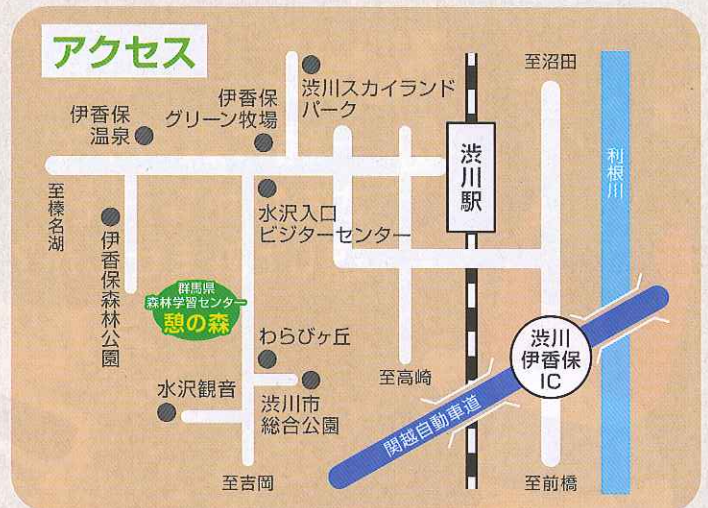 アクセス
渋川スカイランド
パーク
至沼田
伊香保
グリーン牧場
伊香保
温泉
渋川駅
利根川
至榛名湖
水沢入口
ビジターセンター
伊香保森林公園
群馬県
森林学習センター
憩の森
わらびヶ丘
渋川
伊香保
IC
至高崎
水沢観音
渋川市
総合公園
関越自動車道
至吉岡
至前橋